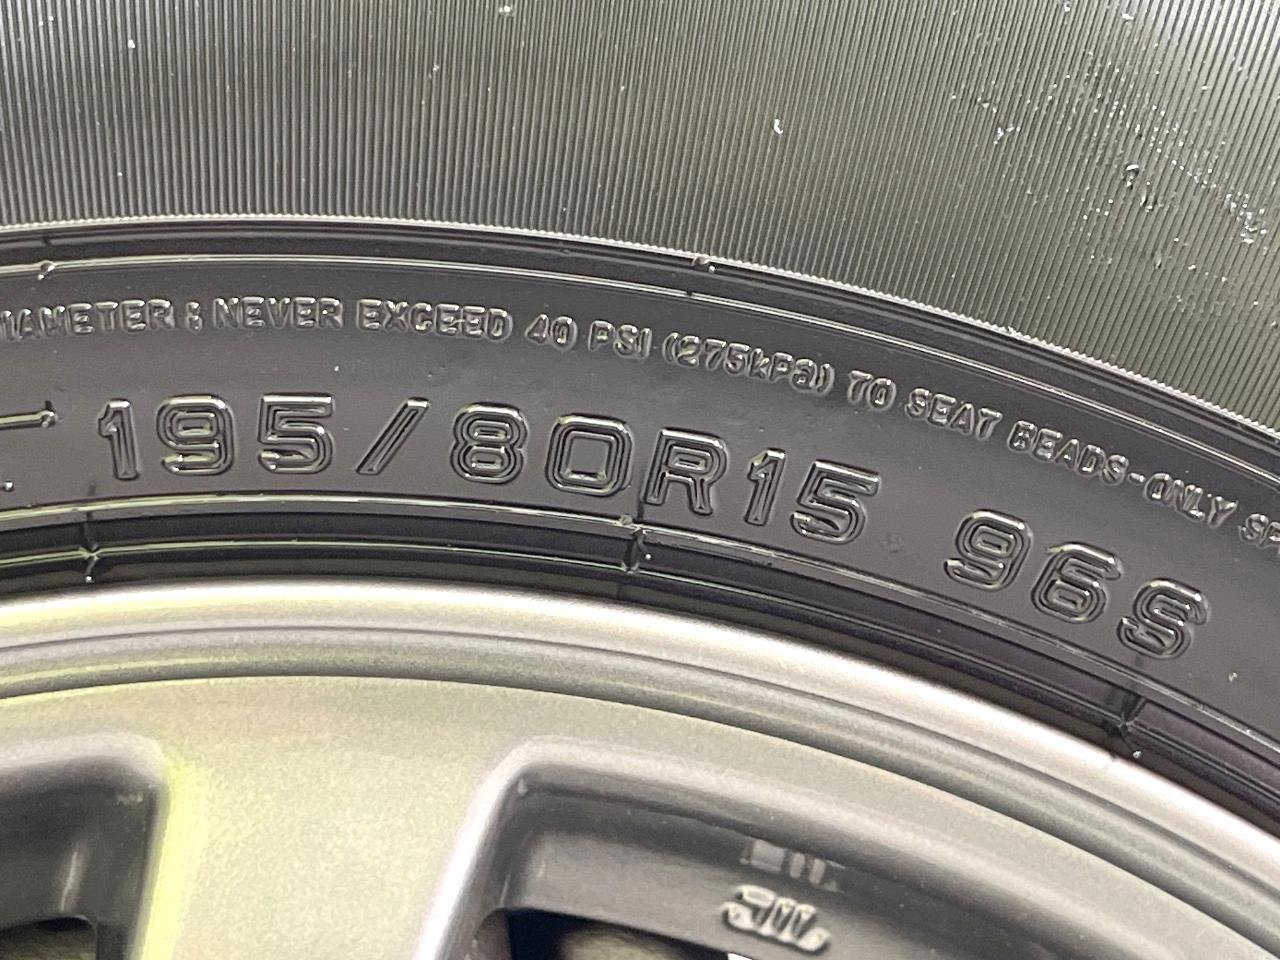 DIAMETER : NEVER EXCEED 40 PSI (275kPa) TO SEAT BEADS-ONLY
195/80R15 96S